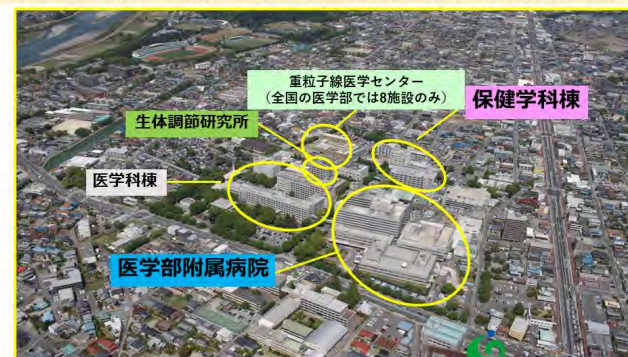 重粒子線医学センター
（全国の医学部では8施設のみ）
保健学科棟
生体調節研究所
医学科棟
医学部附属病院